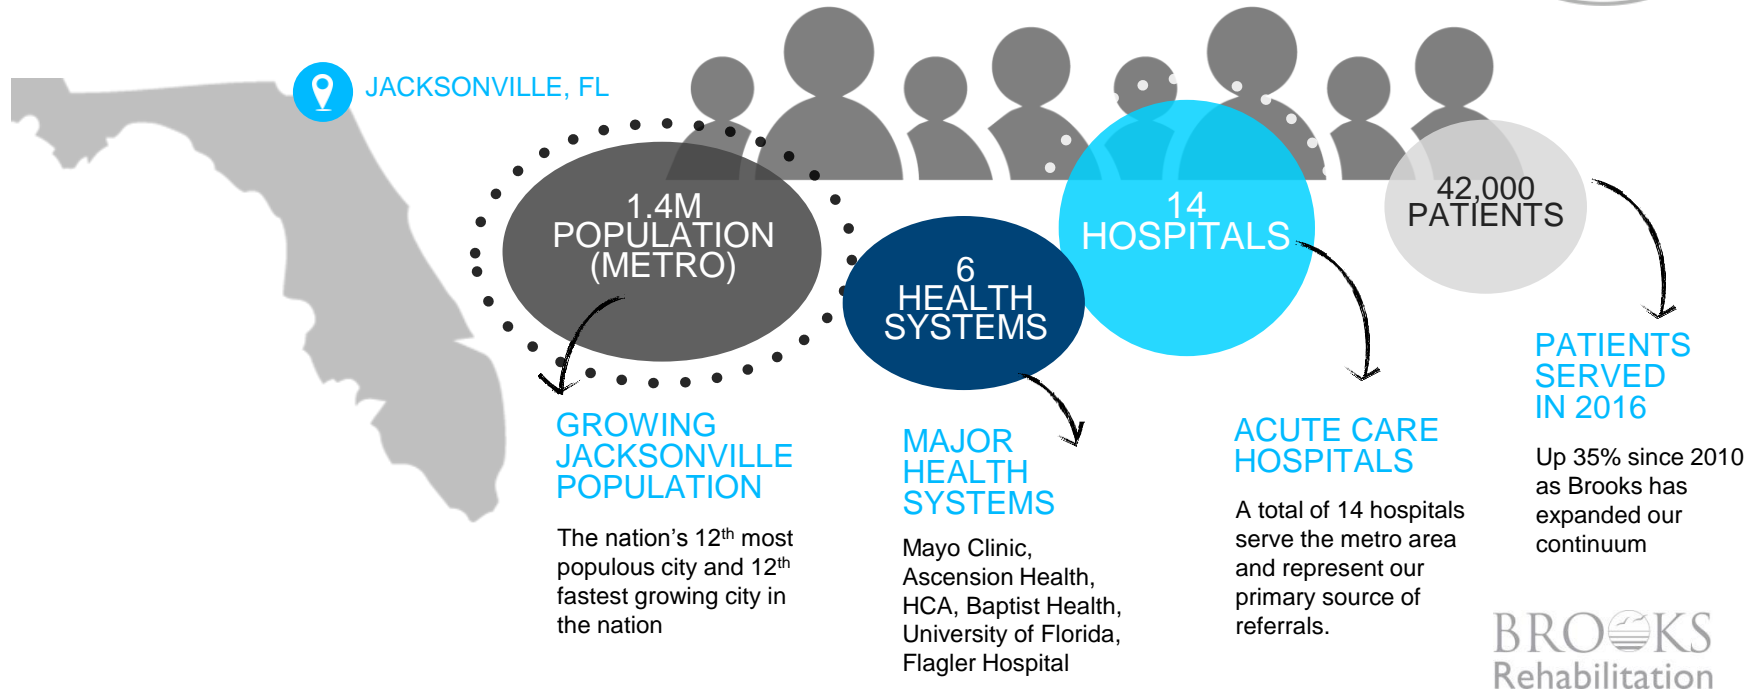 JACKSONVILLE, FL
1.4M
POPULATION
(METRO)
6
HEALTH
SYSTEMS
14
HOSPITALS
42,000
PATIENTS
GROWING
JACKSONVILLE
POPULATION
The nation's 12th most
populous city and 12th
fastest growing city in
the nation
MAJOR
HEALTH
SYSTEMS
Mayo Clinic,
Ascension Health,
HCA, Baptist Health,
University of Florida,
Flagler Hospital
ACUTE CARE
HOSPITALS
A total of 14 hospitals
serve the metro area
and represent our
primary source of
referrals.
PATIENTS
SERVED
IN 2016
Up 35% since 2010
as Brooks has
expanded our
continuum
BROOKS
Rehabilitation